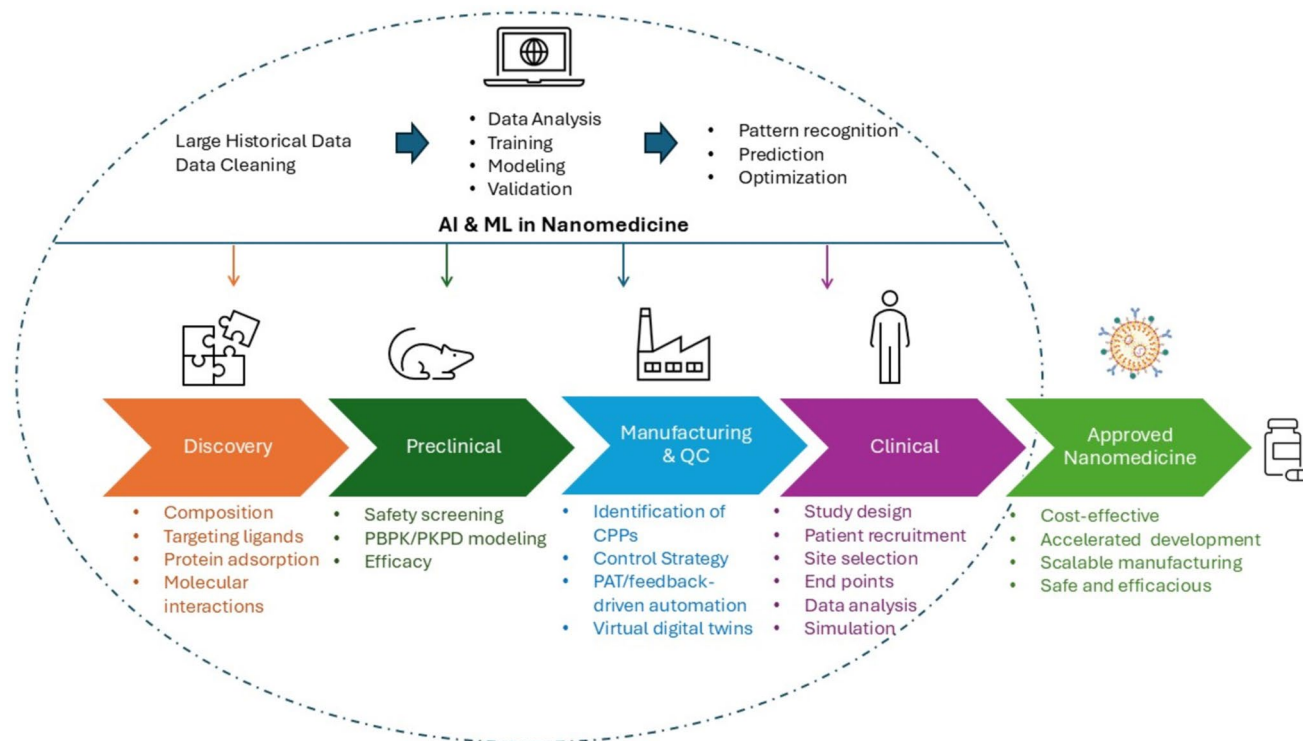 Large Historical Data
Data Cleaning
• Data Analysis
• Training
• Modeling
• Validation
• Pattern recognition
• Prediction
• Optimization
AI & ML in Nanomedicine
Discovery
Preclinical
Manufacturing
& QC
Clinical
Approved
Nanomedicine
• Composition
• Targeting ligands
• Protein adsorption
• Molecular
interactions
• Safety screening
• PBPK/PKPD modeling
• Efficacy
• Identification of
CPPs
• Control Strategy
• PAT/feedback-
driven automation
• Virtual digital twins
• Study design
• Patient recruitment
• Site selection
• End points
• Data analysis
• Simulation
• Cost-effective
• Accelerated development
• Scalable manufacturing
• Safe and efficacious